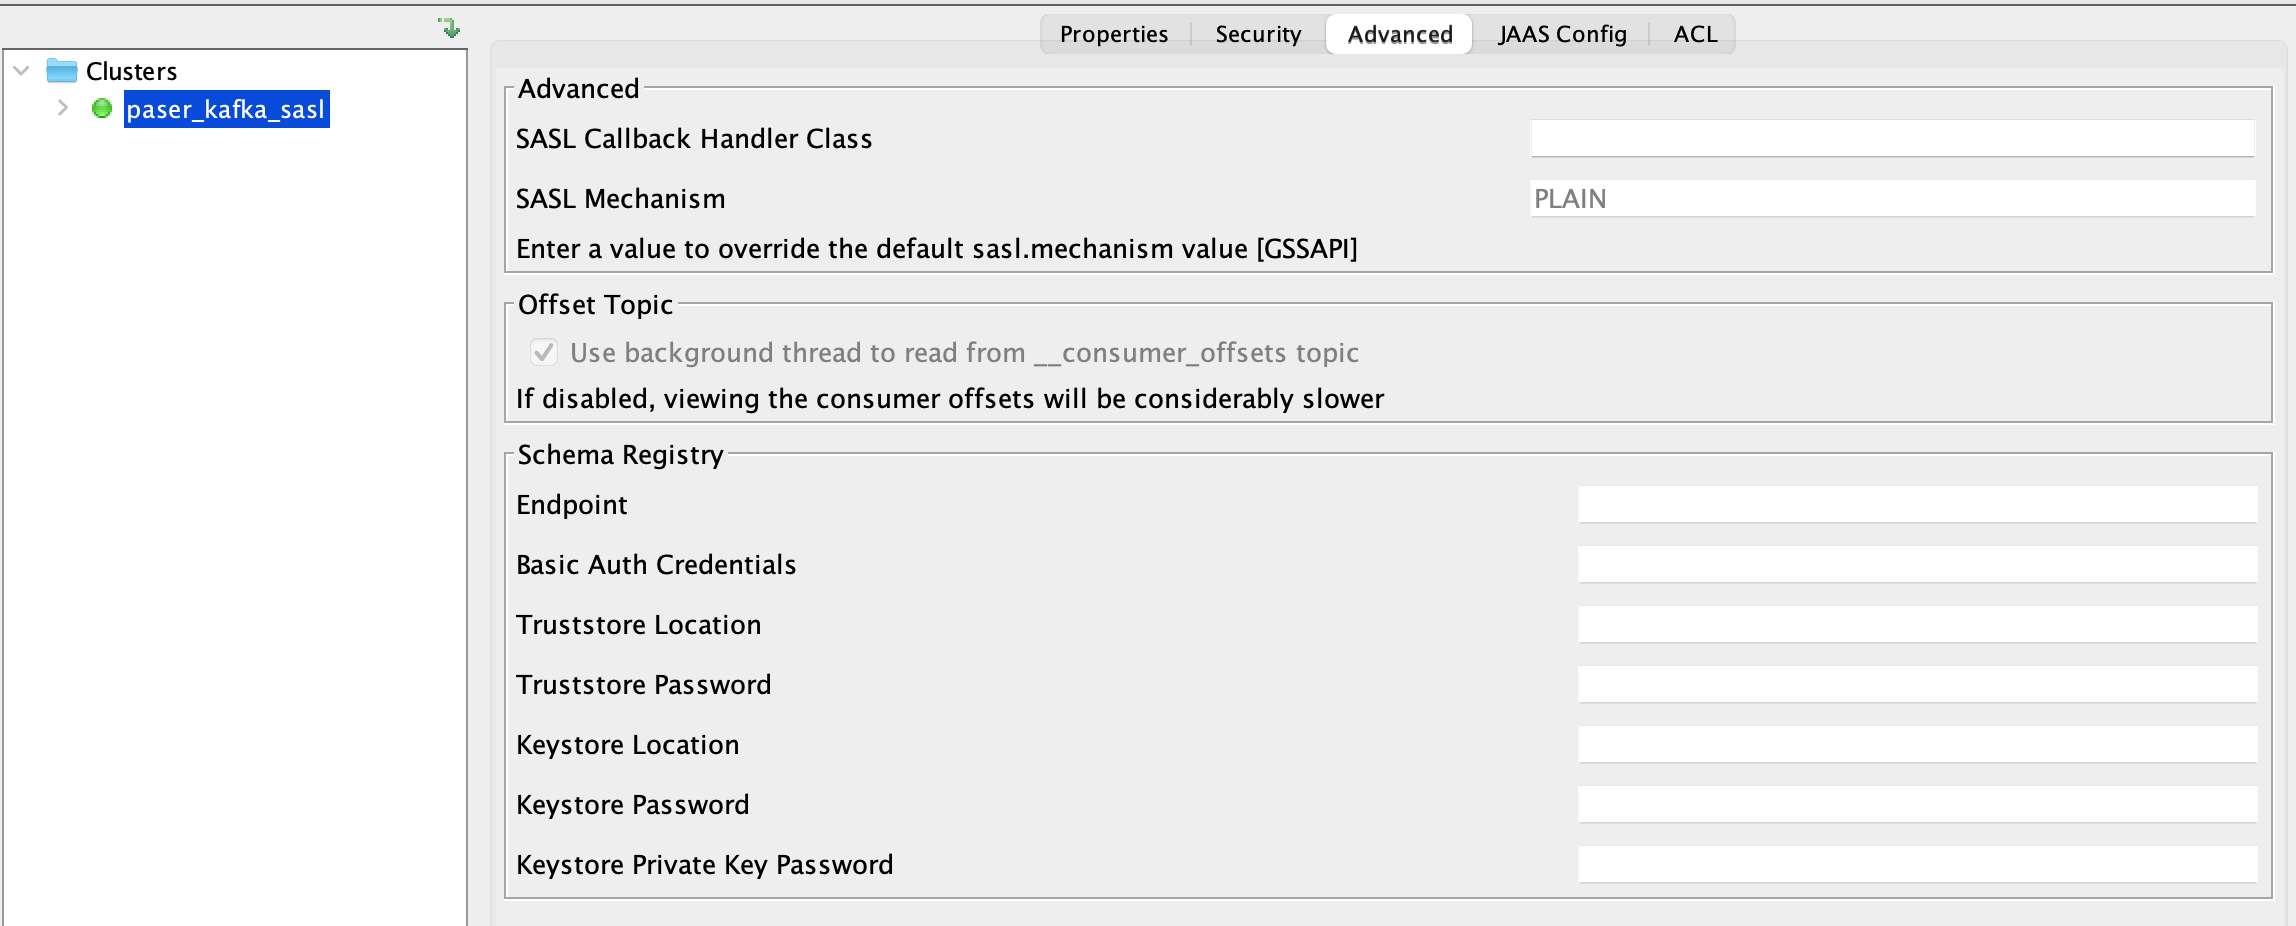 Properties
Security
Advanced
JAAS Config
ACL
Clusters
paser_kafka_sasl
Advanced
SASL Callback Handler Class
SASL Mechanism
PLAIN
Enter a value to override the default sasl.mechanism value [GSSAPI]
Offset Topic
Use background thread to read from __consumer_offsets topic
If disabled, viewing the consumer offsets will be considerably slower
Schema Registry
Endpoint
Basic Auth Credentials
Truststore Location
Truststore Password
Keystore Location
Keystore Password
Keystore Private Key Password